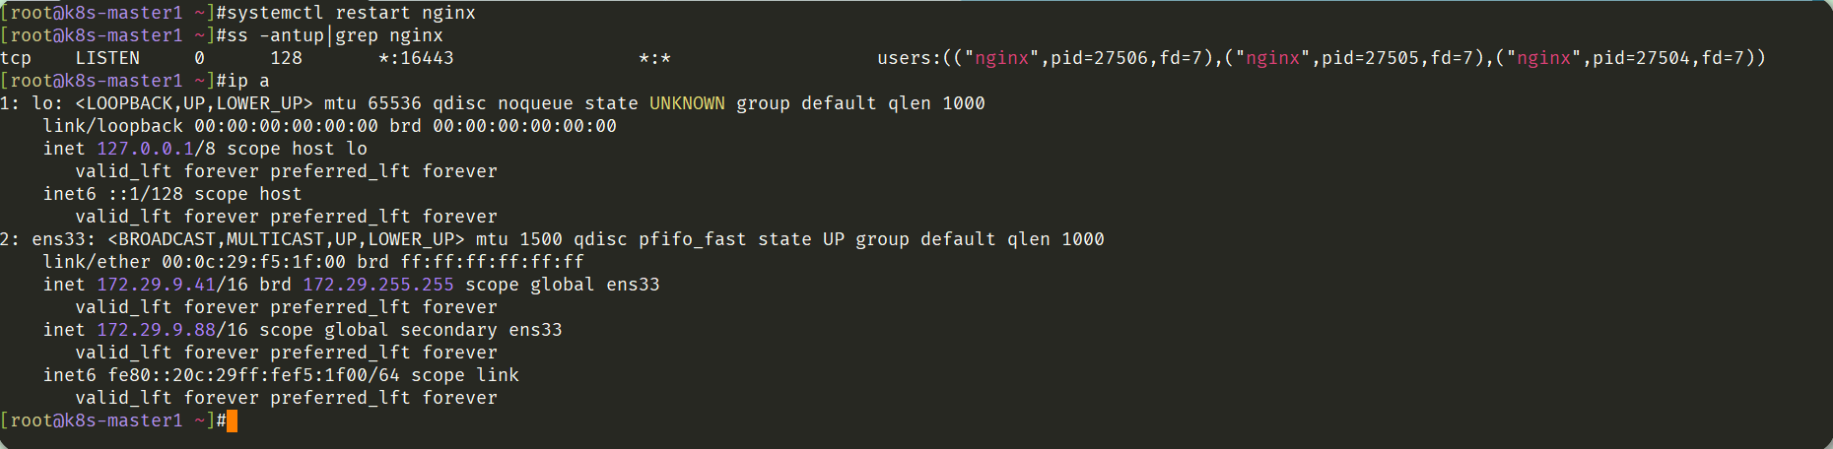 [root@k8s-master1 ~]#systemctl restart nginx
[root@k8s-master1 ~]#ss -antup|grep nginx
tcp    LISTEN     0      128       *:16443                 *:*                   users:(("nginx",pid=27506,fd=7),("nginx",pid=27505,fd=7),("nginx",pid=27504,fd=7))
[root@k8s-master1 ~]#ip a
1: lo: <LOOPBACK,UP,LOWER_UP> mtu 65536 qdisc noqueue state UNKNOWN group default qlen 1000
    link/loopback 00:00:00:00:00:00 brd 00:00:00:00:00:00
    inet 127.0.0.1/8 scope host lo
       valid_lft forever preferred_lft forever
    inet6 ::1/128 scope host
       valid_lft forever preferred_lft forever
2: ens33: <BROADCAST,MULTICAST,UP,LOWER_UP> mtu 1500 qdisc pfifo_fast state UP group default qlen 1000
    link/ether 00:0c:29:f5:1f:00 brd ff:ff:ff:ff:ff:ff
    inet 172.29.9.41/16 brd 172.29.255.255 scope global ens33
       valid_lft forever preferred_lft forever
    inet 172.29.9.88/16 scope global secondary ens33
       valid_lft forever preferred_lft forever
    inet6 fe80::20c:29ff:fef5:1f00/64 scope link
       valid_lft forever preferred_lft forever
[root@k8s-master1 ~]#